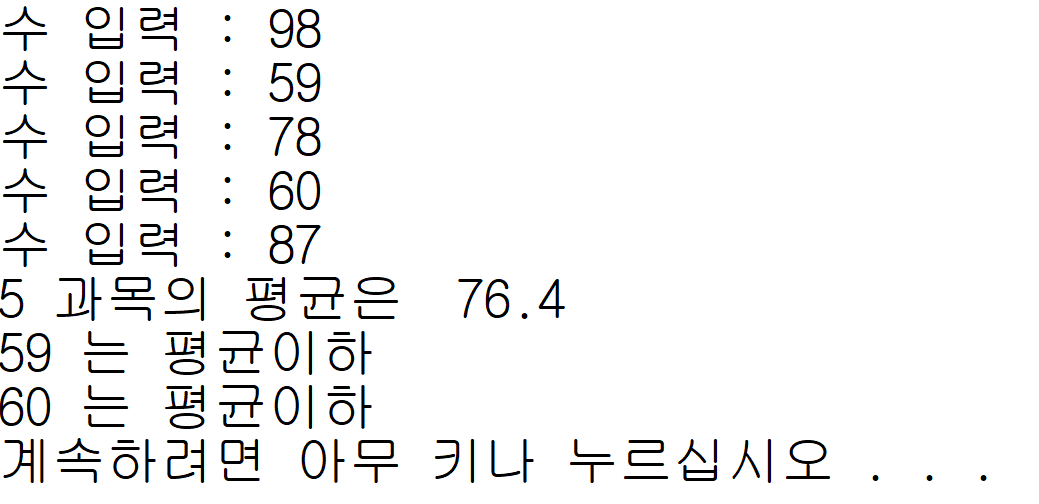 수 입력 : 98
수 입력 : 59
수 입력 : 78
수 입력 : 60
수 입력 : 87
5 과목의 평균은  76.4
59 는 평균이하
60 는 평균이하
계속하려면 아무 키나 누르십시오 . . .